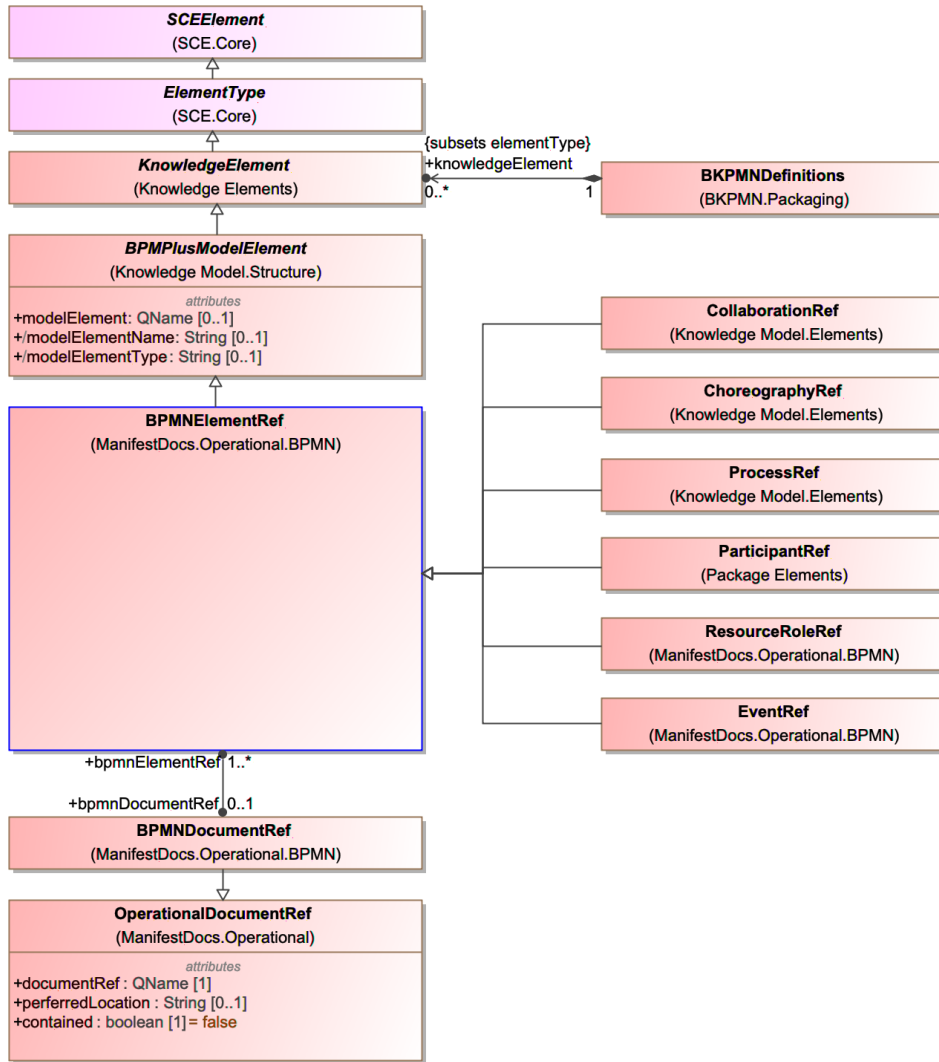 SCEElement
(SCE.Core)
ElementType
(SCE.Core)
KnowledgeElement
(Knowledge Elements)
{subsets elementType}
+knowledgeElement
0..*
1
BKPMNDefinitions
(BKPMN.Packaging)
BPMPlusModelElement
(Knowledge Model.Structure)
attributes
+modelElement: QName [0..1]
+/modelElementName: String [0..1]
+/modelElementType: String [0..1]
BPMNElementRef
(ManifestDocs.Operational.BPMN)
CollaborationRef
(Knowledge Model.Elements)
ChoreographyRef
(Knowledge Model.Elements)
ProcessRef
(Knowledge Model.Elements)
ParticipantRef
(Package Elements)
ResourceRoleRef
(ManifestDocs.Operational.BPMN)
EventRef
(ManifestDocs.Operational.BPMN)
+bpmnElementRef 1..*
+bpmnDocumentRef 0..1
BPMNDocumentRef
(ManifestDocs.Operational.BPMN)
OperationalDocumentRef
(ManifestDocs.Operational)
attributes
+documentRef : QName [1]
+perferredLocation : String [0..1]
+contained : boolean [1] = false